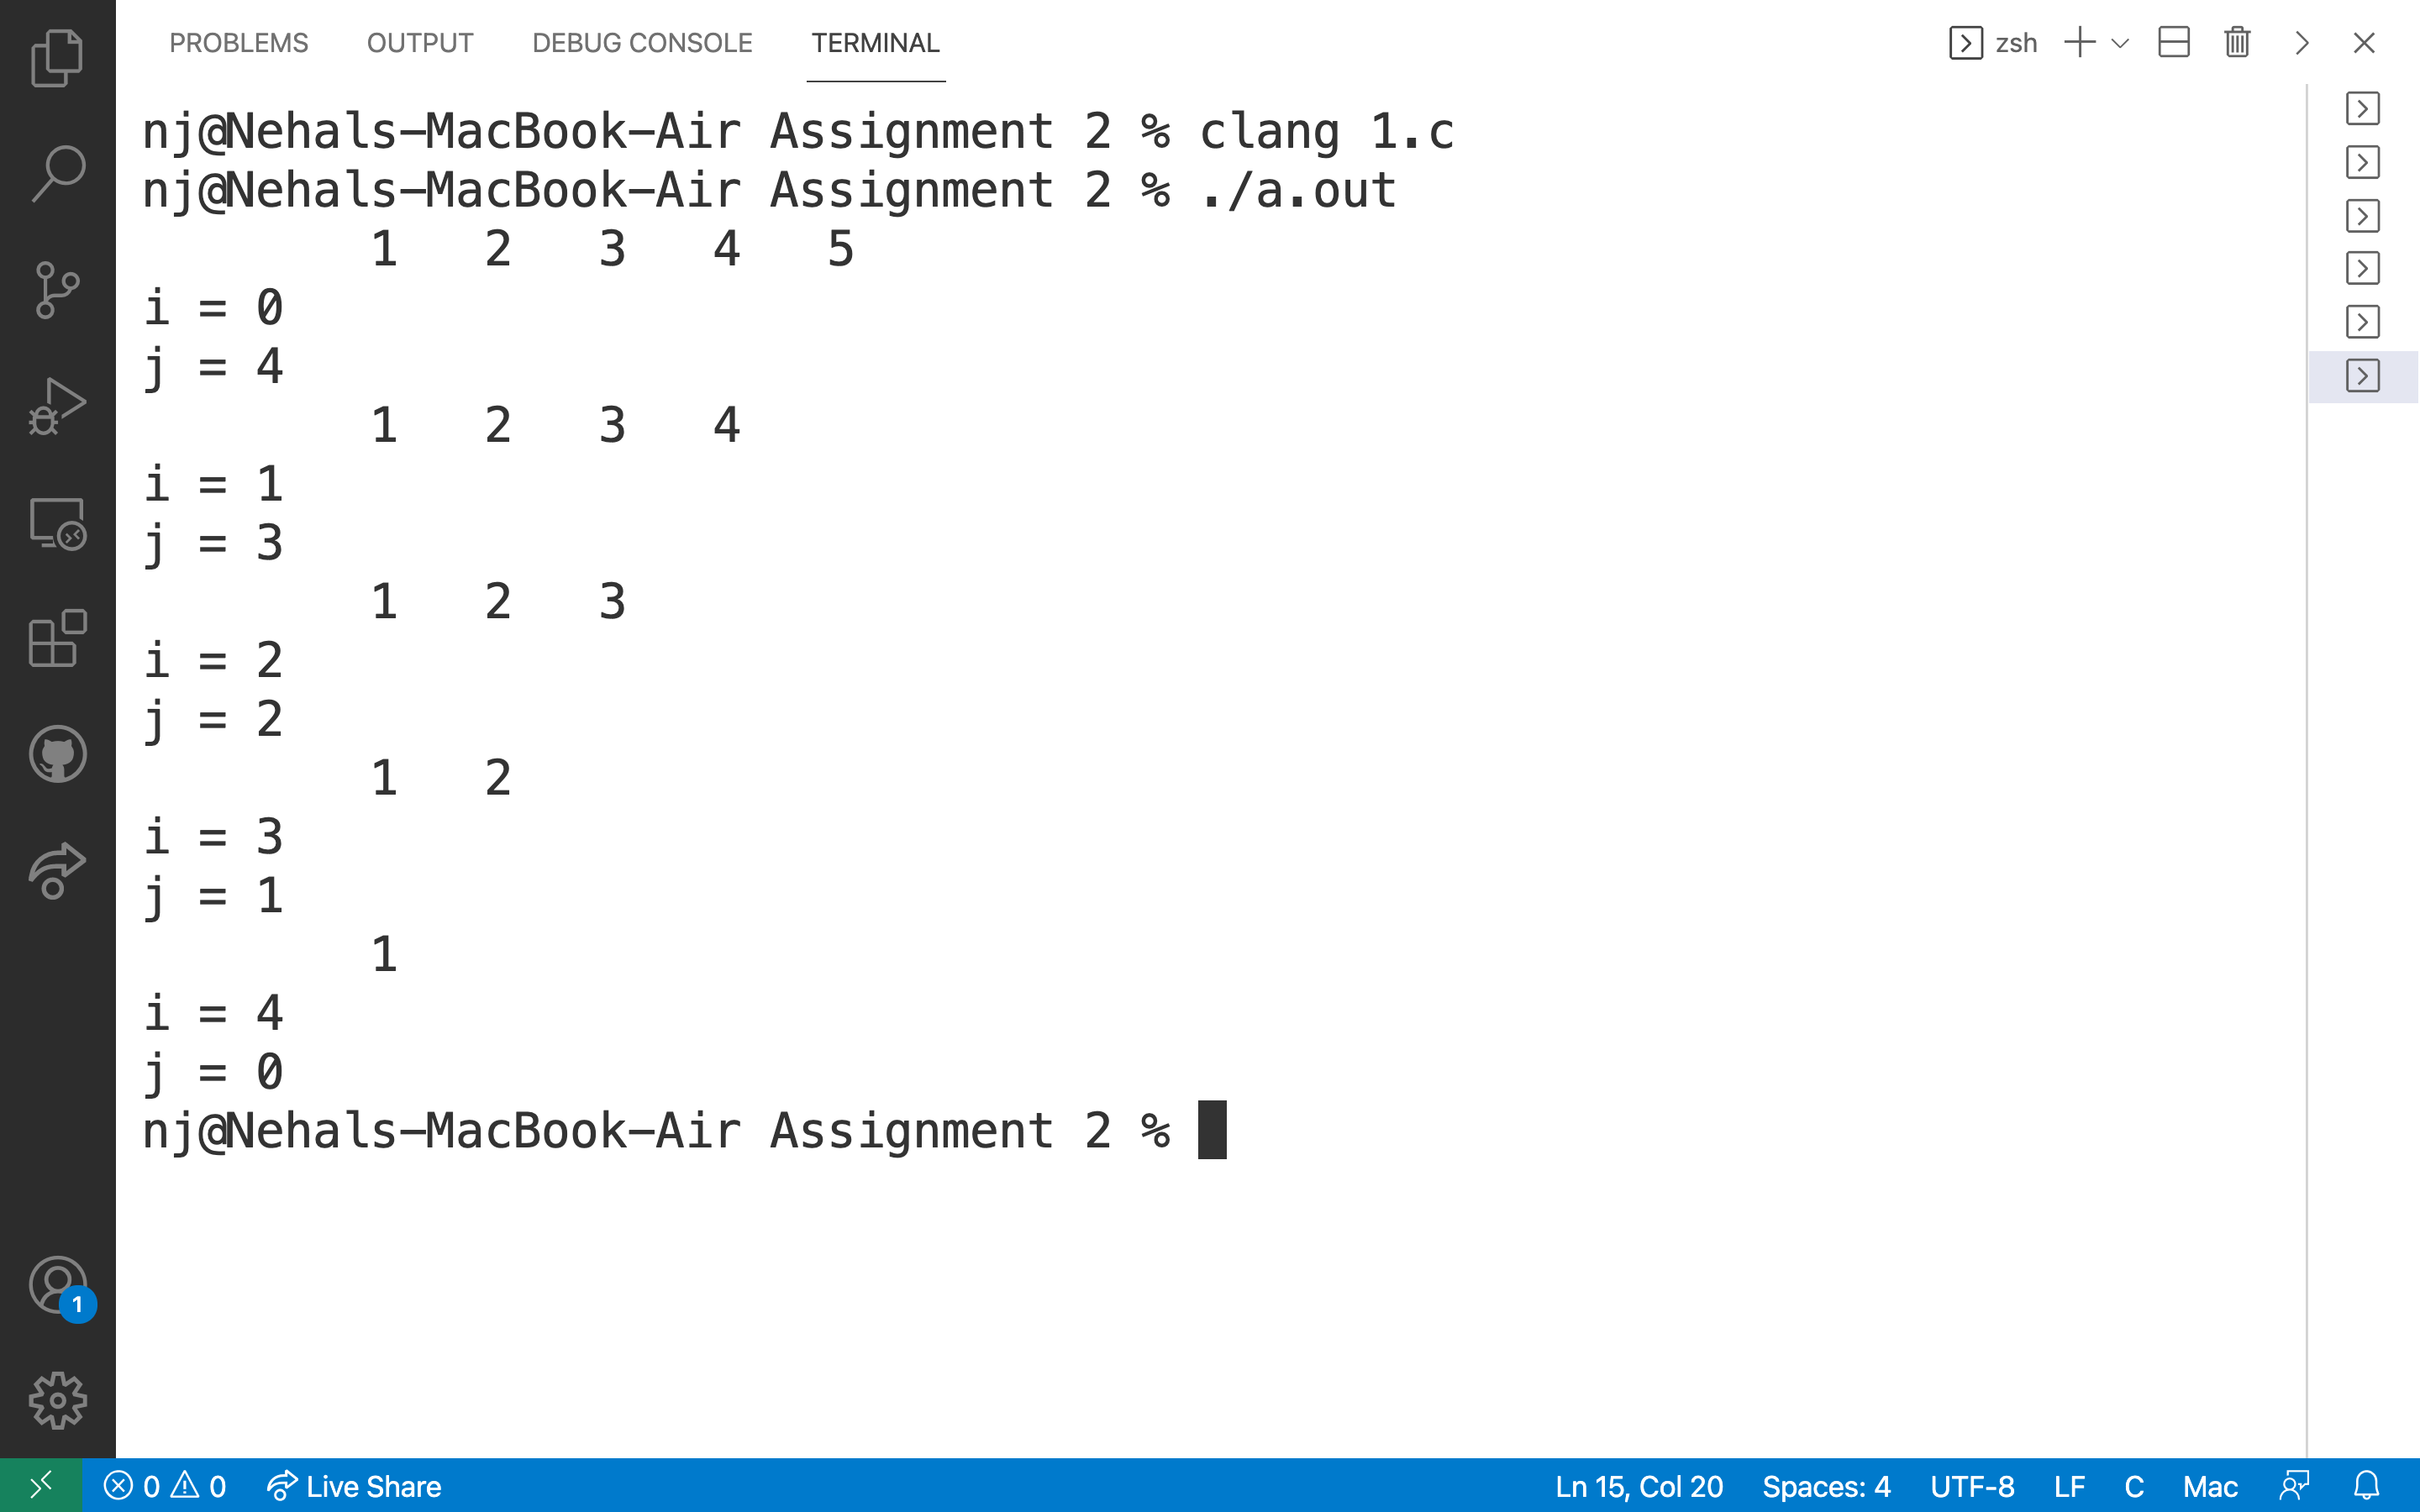 PROBLEMS OUTPUT DEBUG CONSOLE TERMINAL zsh
nj@Nehals-MacBook-Air Assignment 2 % clang 1.c
nj@Nehals-MacBook-Air Assignment 2 % ./a.out
        1   2   3   4   5
i = 0
j = 4
        1   2   3   4
i = 1
j = 3
        1   2   3
i = 2
j = 2
        1   2
i = 3
j = 1
        1
i = 4
j = 0
nj@Nehals-MacBook-Air Assignment 2 %
1
0 0 Live Share Ln 15, Col 20 Spaces: 4 UTF-8 LF C Mac